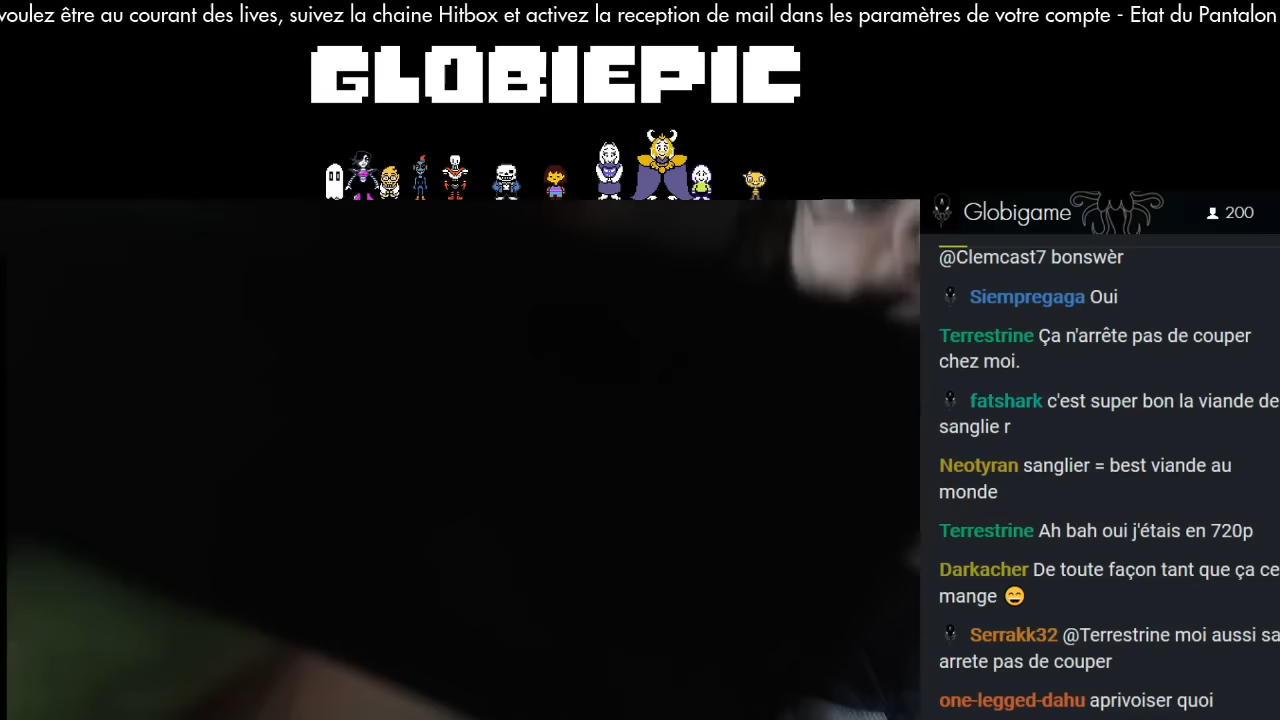 voulez être au courant des lives, suivez la chaine Hitbox et activez la reception de mail dans les paramètres de votre compte - Etat du Pantalon
GLOBIEPIC
Globigame 200
@Clemcast7 bonswèr
Siempregaga Oui
Terrestrine Ça n'arrête pas de couper
chez moi.
fatshark c'est super bon la viande de
sanglie r
Neotyran sanglier = best viande au
monde
Terrestrine Ah bah oui j'étais en 720p
Darkacher De toute façon tant que ça ce
mange 😄
Serrakk32 @Terrestrine moi aussi sa
arrete pas de couper
one-legged-dahu aprivoiser quoi